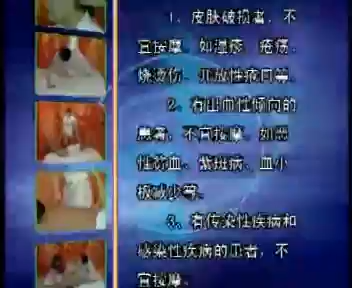 1、皮肤破损者，不
宜按摩。如湿疹、疮疡、
烧烫伤、开放性疮口等。
2、有出血性倾向的
患者，不宜按摩。如恶
性贫血、紫斑病、血小
板减少等。
3、有传染性疾病和
感染性疾病的患者，不
宜按摩。